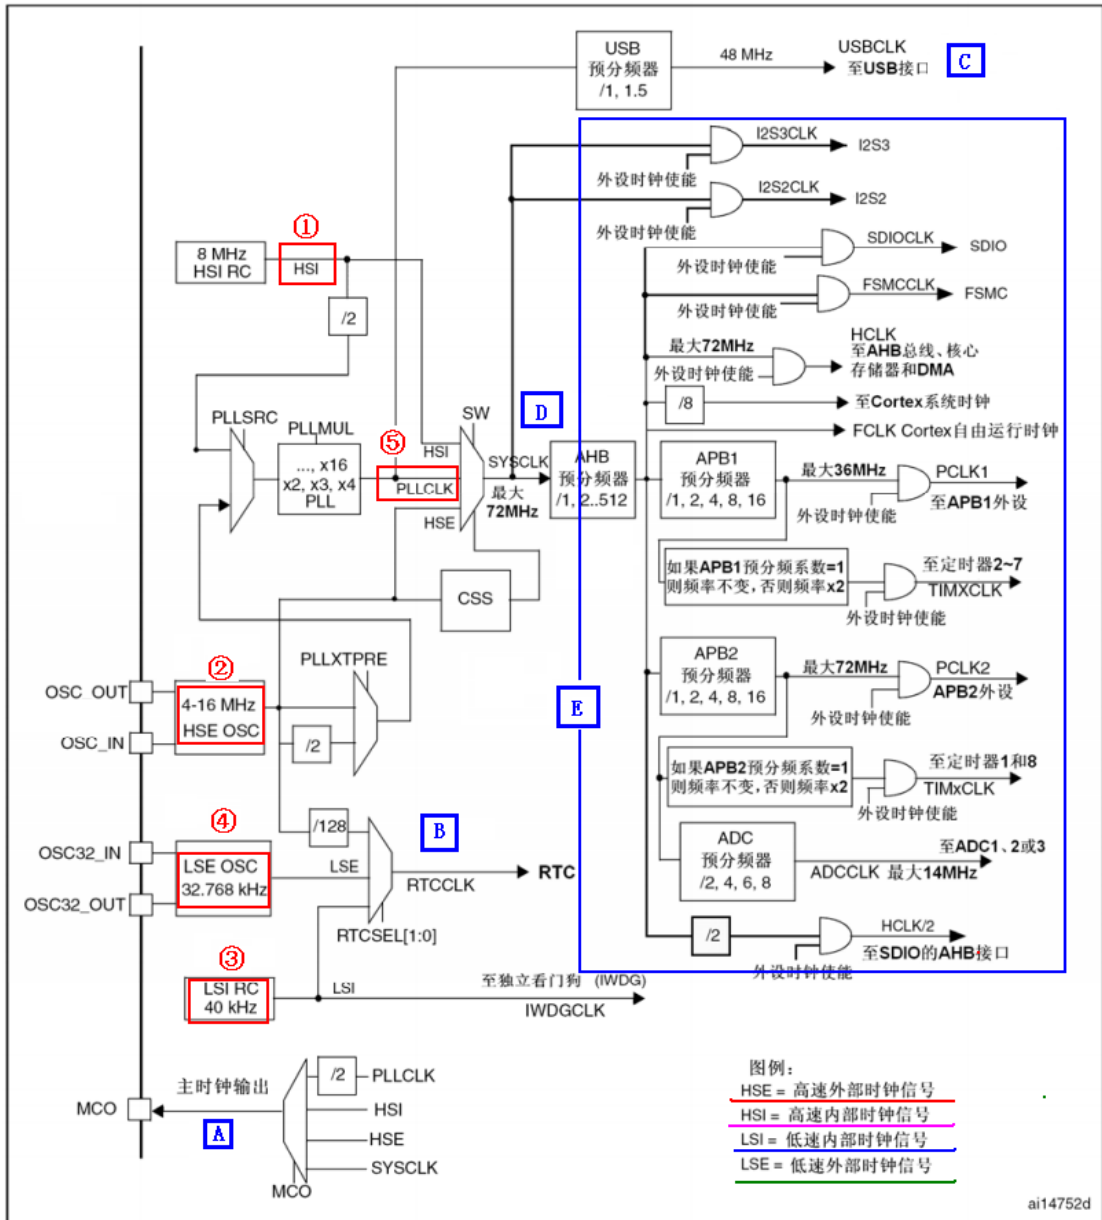 USB
预分频器
/1, 1.5
48 MHz
USBCLK
至USB接口
C
I2S3CLK
I2S3
外设时钟使能
I2S2CLK
I2S2
外设时钟使能
①
8 MHz
HSI RC
HSI
/2
SDIOCLK
SDIO
外设时钟使能
FSMCCLK
FSMC
外设时钟使能
HCLK
最大72MHz
至AHB总线、核心
存储器和DMA
外设时钟使能
/8
至Cortex系统时钟
FCLK Cortex自由运行时钟
D
PLLSRC
PLLMUL
..., x16
x2, x3, x4
PLL
⑤
PLLCLK
SW
HSI
HSE
SYSCLK
最大
72MHz
AHB
预分频器
/1, 2..512
APB1
预分频器
/1, 2, 4, 8, 16
最大36MHz
PCLK1
至APB1外设
外设时钟使能
如果APB1预分频系数=1
则频率不变，否则频率x2
至定时器2~7
TIMXCLK
外设时钟使能
CSS
PLLXTPRE
②
OSC_OUT
4-16 MHz
HSE OSC
OSC_IN
/2
E
APB2
预分频器
/1, 2, 4, 8, 16
最大72MHz
PCLK2
APB2外设
外设时钟使能
如果APB2预分频系数=1
则频率不变，否则频率x2
至定时器1和8
TIMxCLK
外设时钟使能
④
OSC32_IN
LSE OSC
32.768 kHz
OSC32_OUT
/128
LSE
B
RTCCLK
RTC
RTCSEL[1:0]
ADC
预分频器
/2, 4, 6, 8
至ADC1、2或3
ADCCLK
最大14MHz
/2
HCLK/2
至SDIO的AHB接口
外设时钟使能
③
LSI RC
40 kHz
LSI
至独立看门狗 (IWDG)
IWDGCLK
MCO
主时钟输出
A
/2
PLLCLK
HSI
HSE
SYSCLK
MCO
图例：
HSE = 高速外部时钟信号
HSI = 高速内部时钟信号
LSI = 低速内部时钟信号
LSE = 低速外部时钟信号
ai14752d